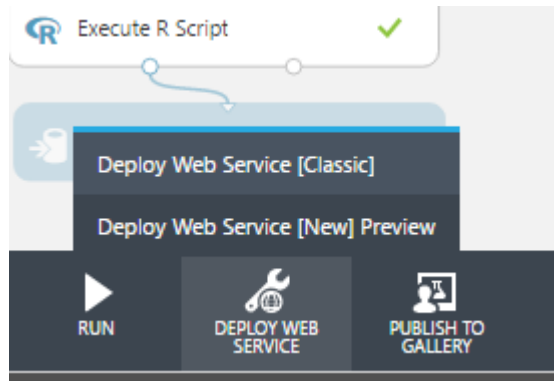 R Execute R Script
Deploy Web Service [Classic]
Deploy Web Service [New] Preview
RUN
DEPLOY WEB
SERVICE
PUBLISH TO
GALLERY